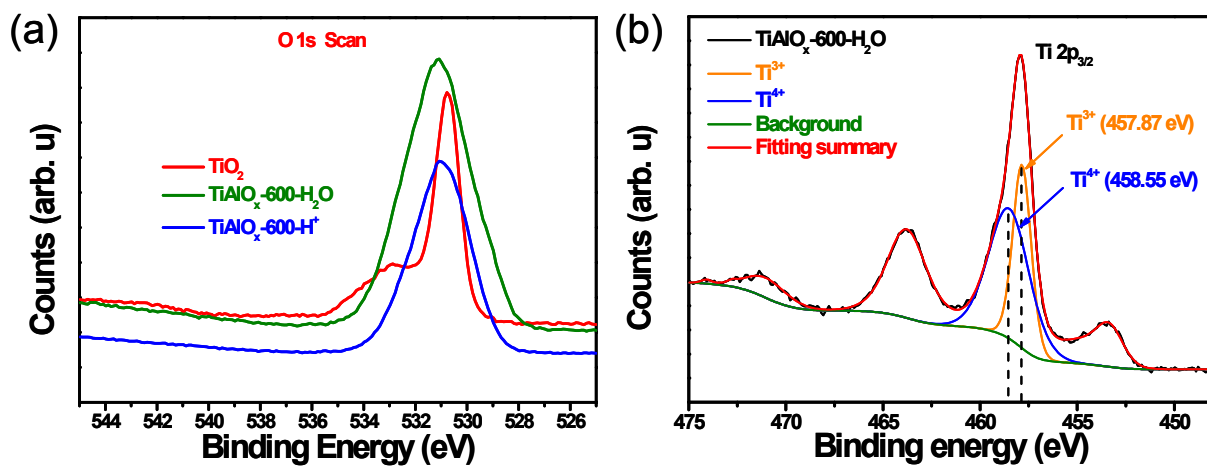 (a)
O 1s Scan
TiO₂
TiAlOₓ-600-H₂O
TiAlOₓ-600-H⁺
Counts (arb. u)
544 542 540 538 536 534 532 530 528 526
Binding Energy (eV)
(b)
TiAlOₓ-600-H₂O
Ti³⁺
Ti⁴⁺
Background
Fitting summary
Ti 2p₃/₂
Ti³⁺ (457.87 eV)
Ti⁴⁺ (458.55 eV)
Counts (arb. u)
475 470 465 460 455 450
Binding energy (eV)